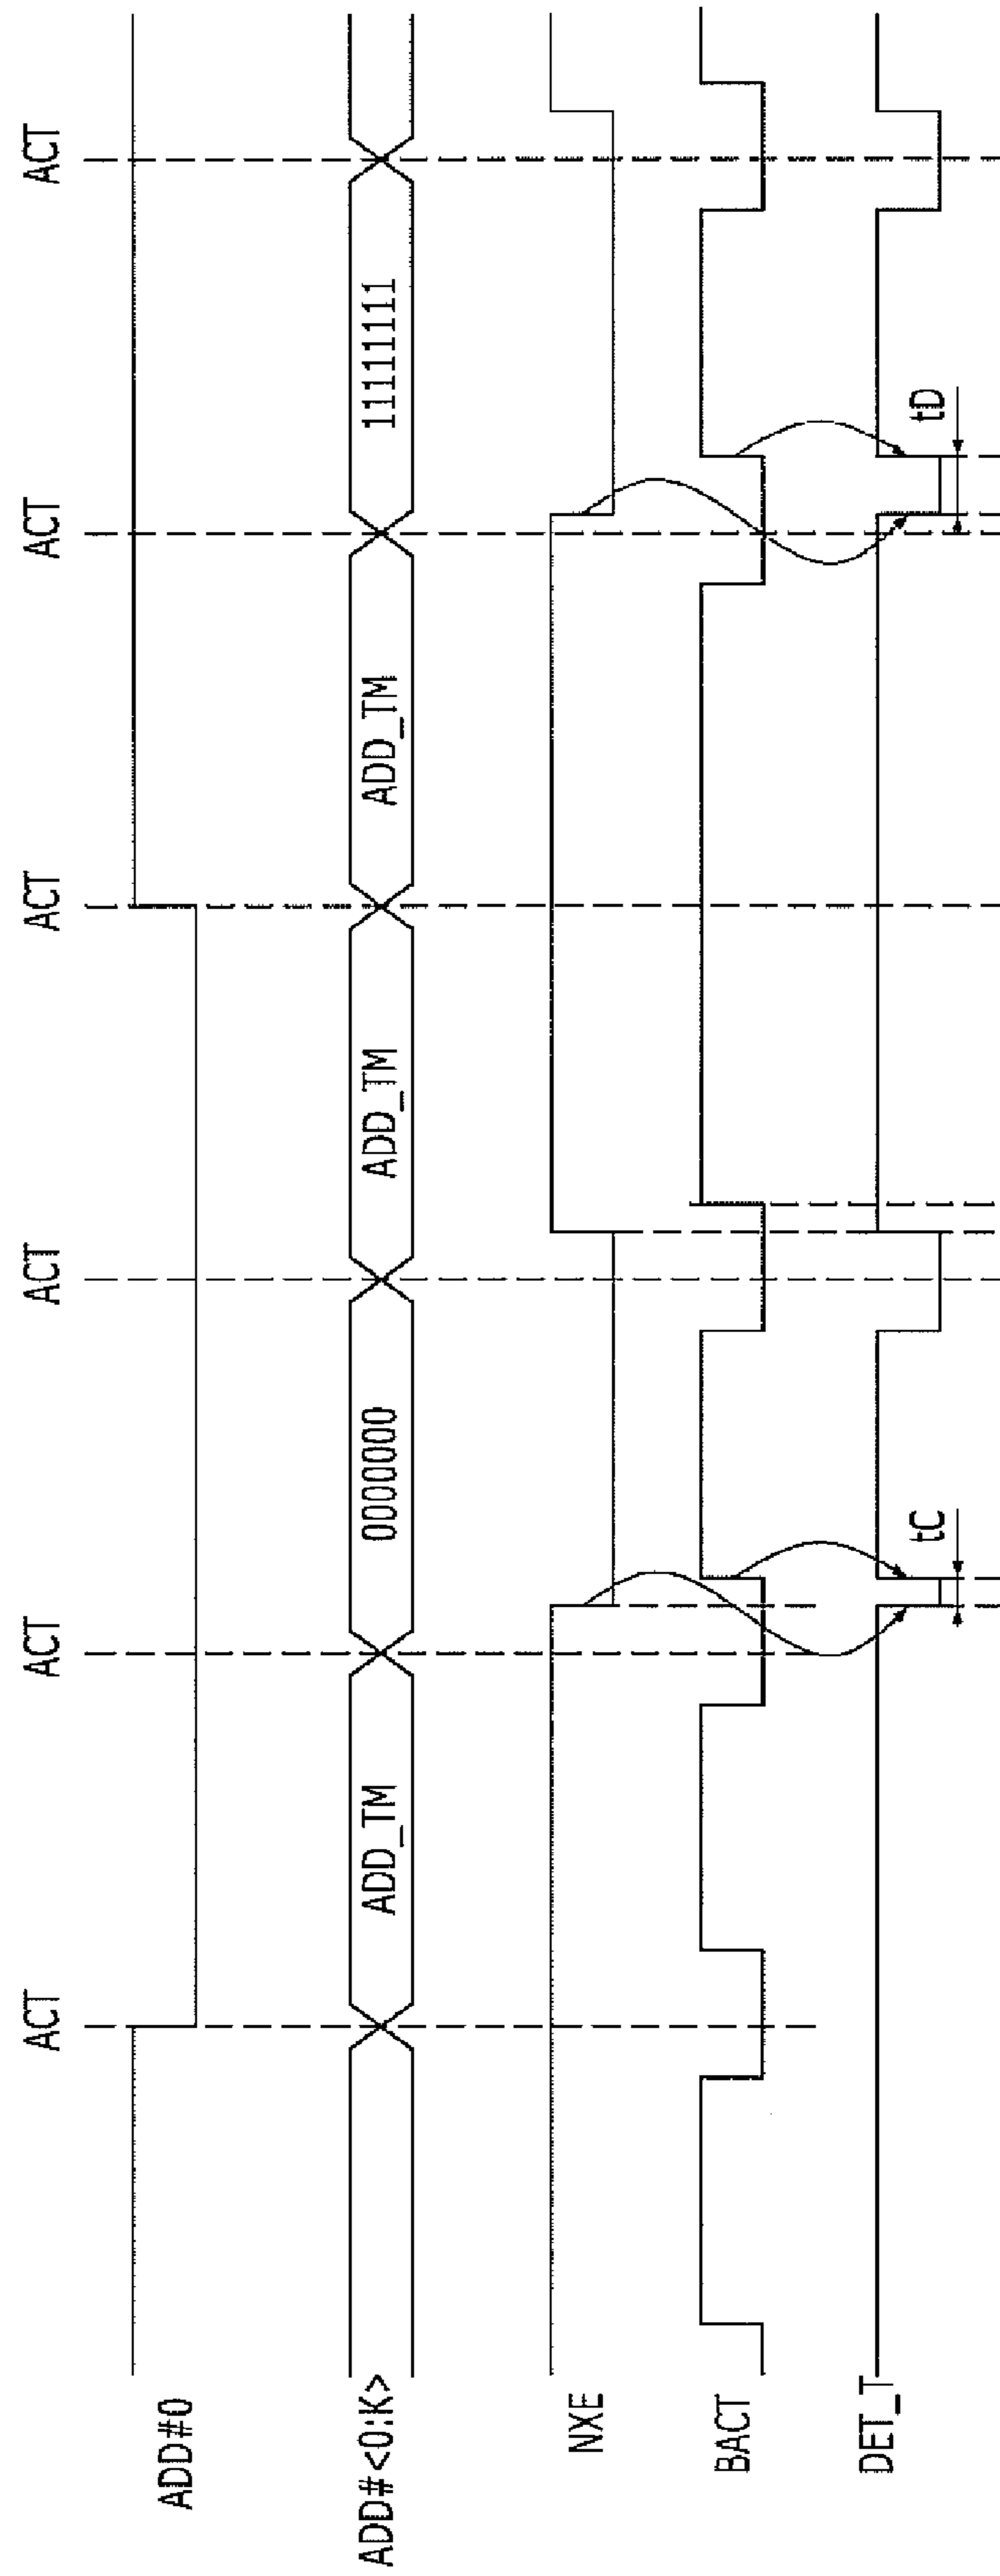 ACT ACT ACT ACT ACT ACT
ADD#0
ADD#<0:K> ADD_TM 0000000 ADD_TM ADD_TM 11111111
NXE
BACT
DET_T
tC tD